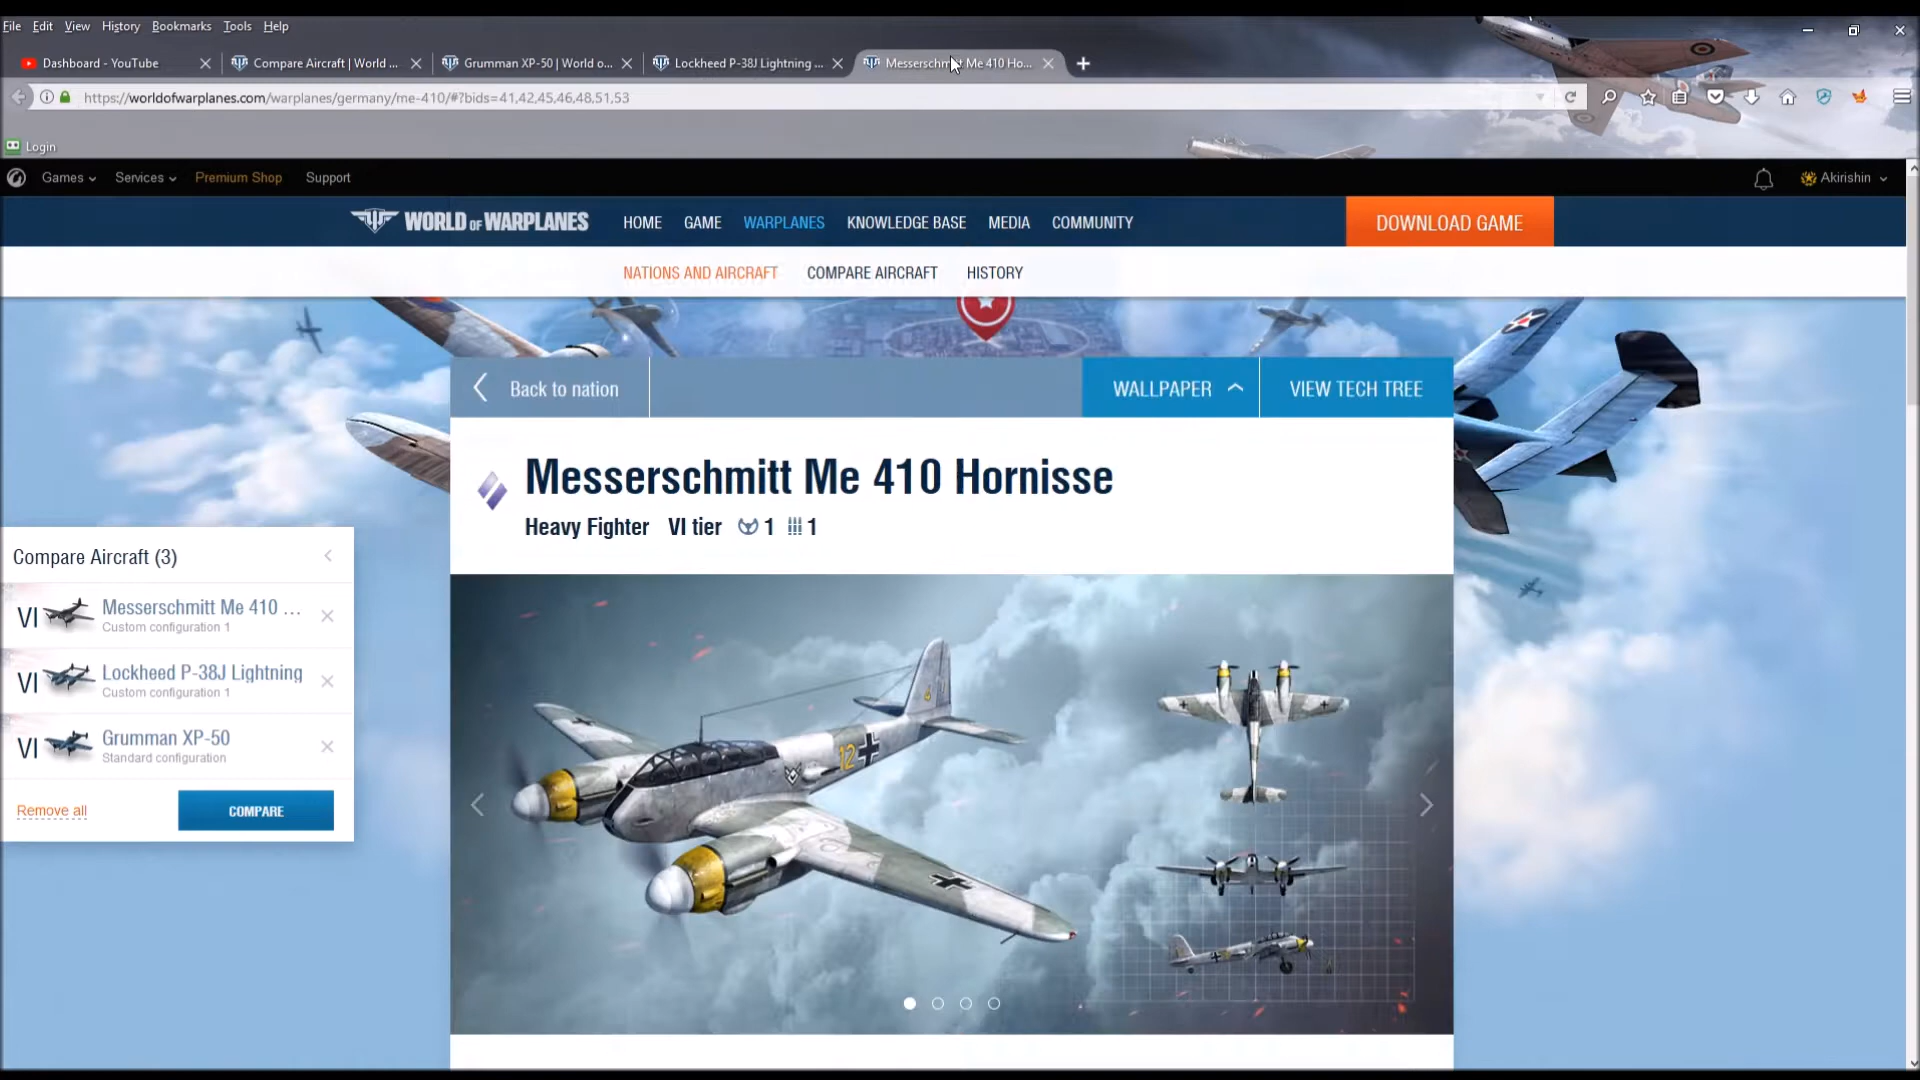 File Edit View History Bookmarks Tools Help
Dashboard - YouTube
Compare Aircraft | World ...
Grumman XP-50 | World o...
Lockheed P-38J Lightning ...
Messerschmitt Me 410 Ho...
https://worldofwarplanes.com/warplanes/germany/me-410/#?bids=41,42,45,46,48,51,53
Login
Games Services Premium Shop Support
Akirishin
WORLD OF WARPLANES
HOME GAME WARPLANES KNOWLEDGE BASE MEDIA COMMUNITY
DOWNLOAD GAME
NATIONS AND AIRCRAFT COMPARE AIRCRAFT HISTORY
Back to nation
WALLPAPER
VIEW TECH TREE
Messerschmitt Me 410 Hornisse
Heavy Fighter VI tier 1 1
Compare Aircraft (3)
VI Messerschmitt Me 410 ...
Custom configuration 1
VI Lockheed P-38J Lightning
Custom configuration 1
VI Grumman XP-50
Standard configuration
Remove all
COMPARE
12